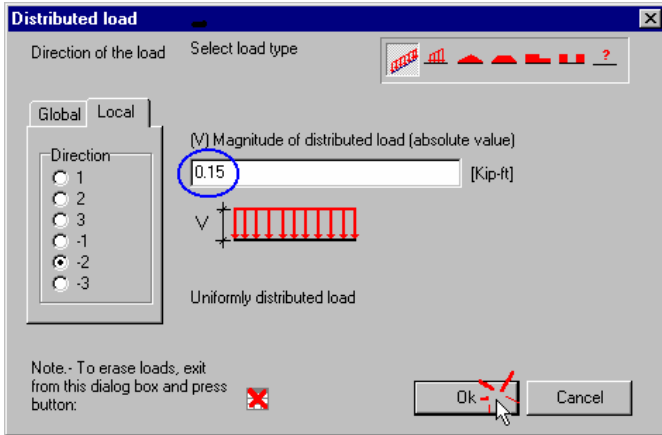 Distributed load
Direction of the load
Select load type
?
Global Local
Direction
1
2
3
-1
-2
-3
(V) Magnitude of distributed load (absolute value)
0.15 [Kip-ft]
V
Uniformly distributed load
Note.- To erase loads, exit
from this dialog box and press
button:
Ok Cancel